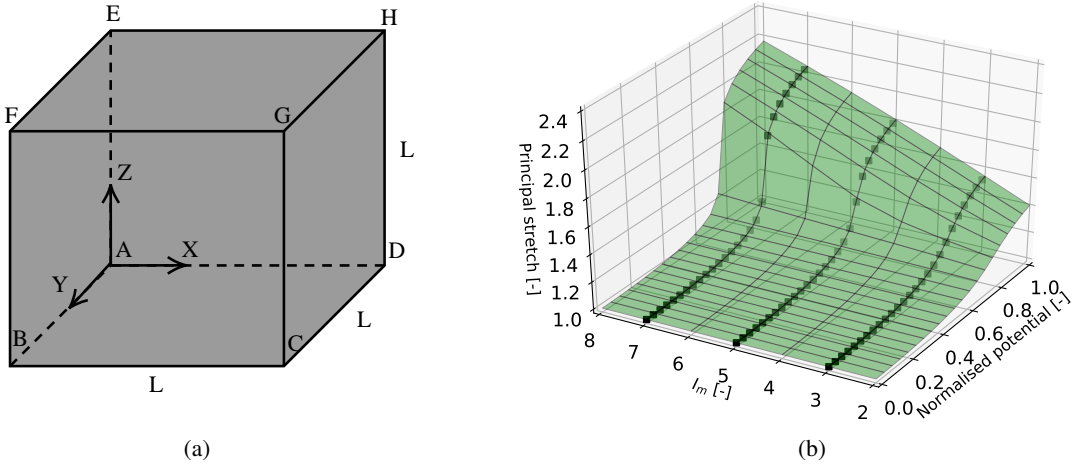 E
H
F
G
L
Z
A
X
D
Y
B
C
L
L
(a)
2.4
2.2
2.0
1.8
1.6
1.4
1.2
1.0
Principal stretch [-]
8
7
6
5
4
3
2
I_m [-]
0.0
0.2
0.4
0.6
0.8
1.0
Normalised potential [-]
(b)